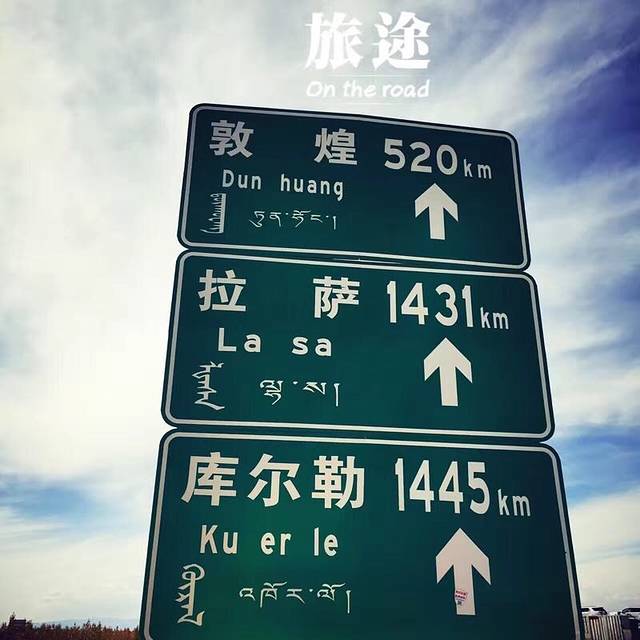 旅途
On the road
敦煌 520km
Dun huang
ཏུན་ཧོང་།
拉萨 1431km
La sa
ལྷ་ས།
库尔勒 1445km
Ku er le
འཁོར་ལོ།